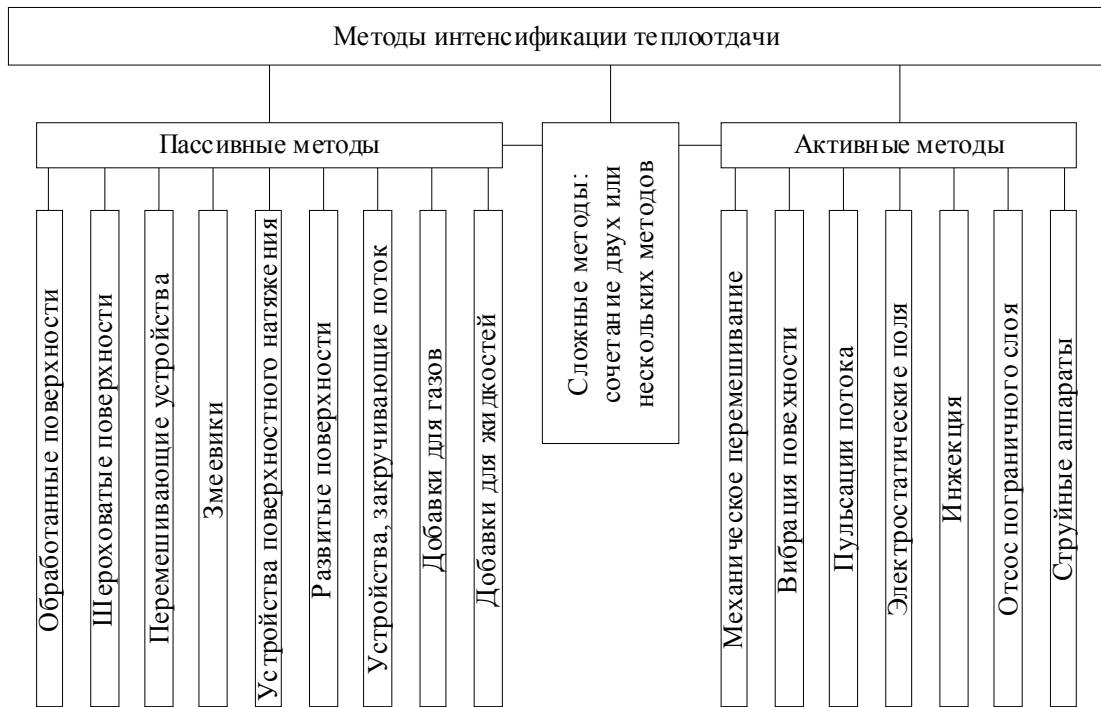 Методы интенсификации теплоотдачи
Пассивные методы
Активные методы
Сложные методы:
сочетание двух или
нескольких методов
Обработанные поверхности
Шероховатые поверхности
Перемешивающие устройства
Змеевики
Устройства поверхностного натяжения
Развитые поверхности
Устройства, закручивающие поток
Добавки для газов
Добавки для жидкостей
Механическое перемешивание
Вибрация повехности
Пульсации потока
Электростатические поля
Инжекция
Отсос пограничного слоя
Струйные аппараты